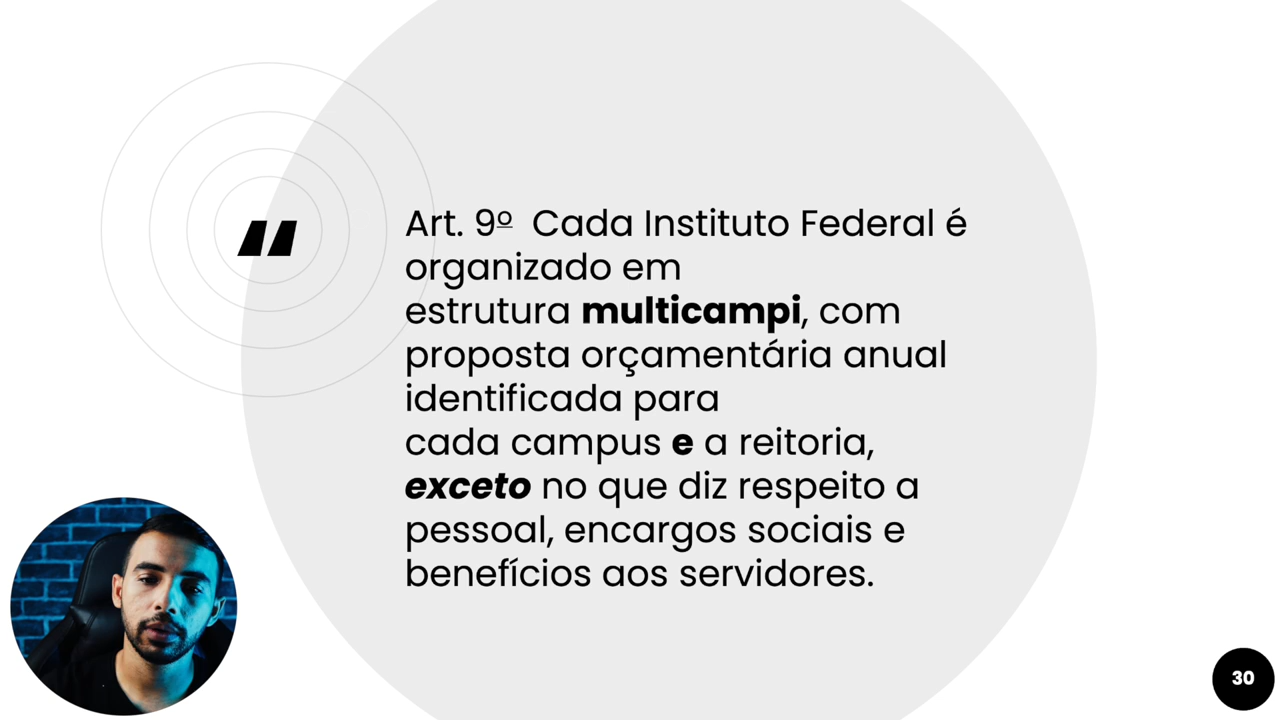 Art. 9º Cada Instituto Federal é
organizado em
estrutura multicampi, com
proposta orçamentária anual
identificada para
cada campus e a reitoria,
exceto no que diz respeito a
pessoal, encargos sociais e
benefícios aos servidores.
30